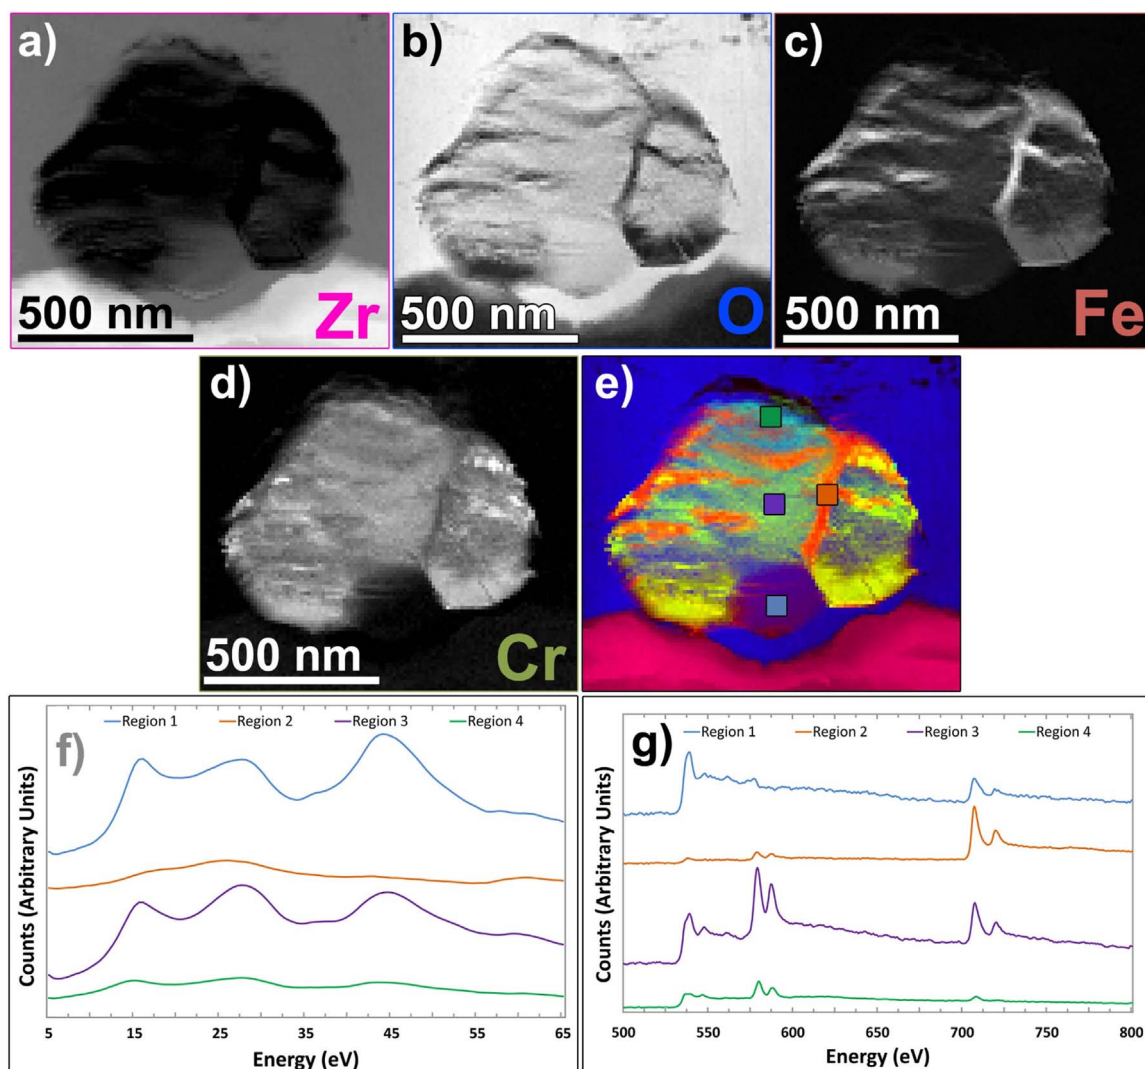 a)
500 nm
Zr
b)
500 nm
O
c)
500 nm
Fe
d)
500 nm
Cr
e)
f)
Region 1 Region 2 Region 3 Region 4
Counts (Arbitrary Units)
5 15 25 35 45 55 65
Energy (eV)
g)
Region 1 Region 2 Region 3 Region 4
Counts (Arbitrary Units)
500 550 600 650 700 750 800
Energy (eV)